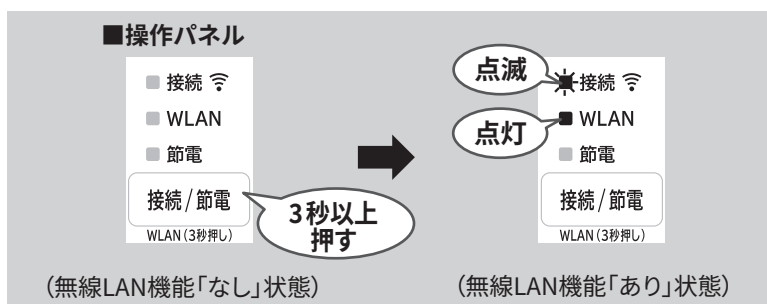 ■操作パネル
接続
WLAN
節電
接続/節電
WLAN(3秒押し)
3秒以上
押す
(無線LAN機能「なし」状態)
点滅
接続
点灯
WLAN
節電
接続/節電
WLAN(3秒押し)
(無線LAN機能「あり」状態)